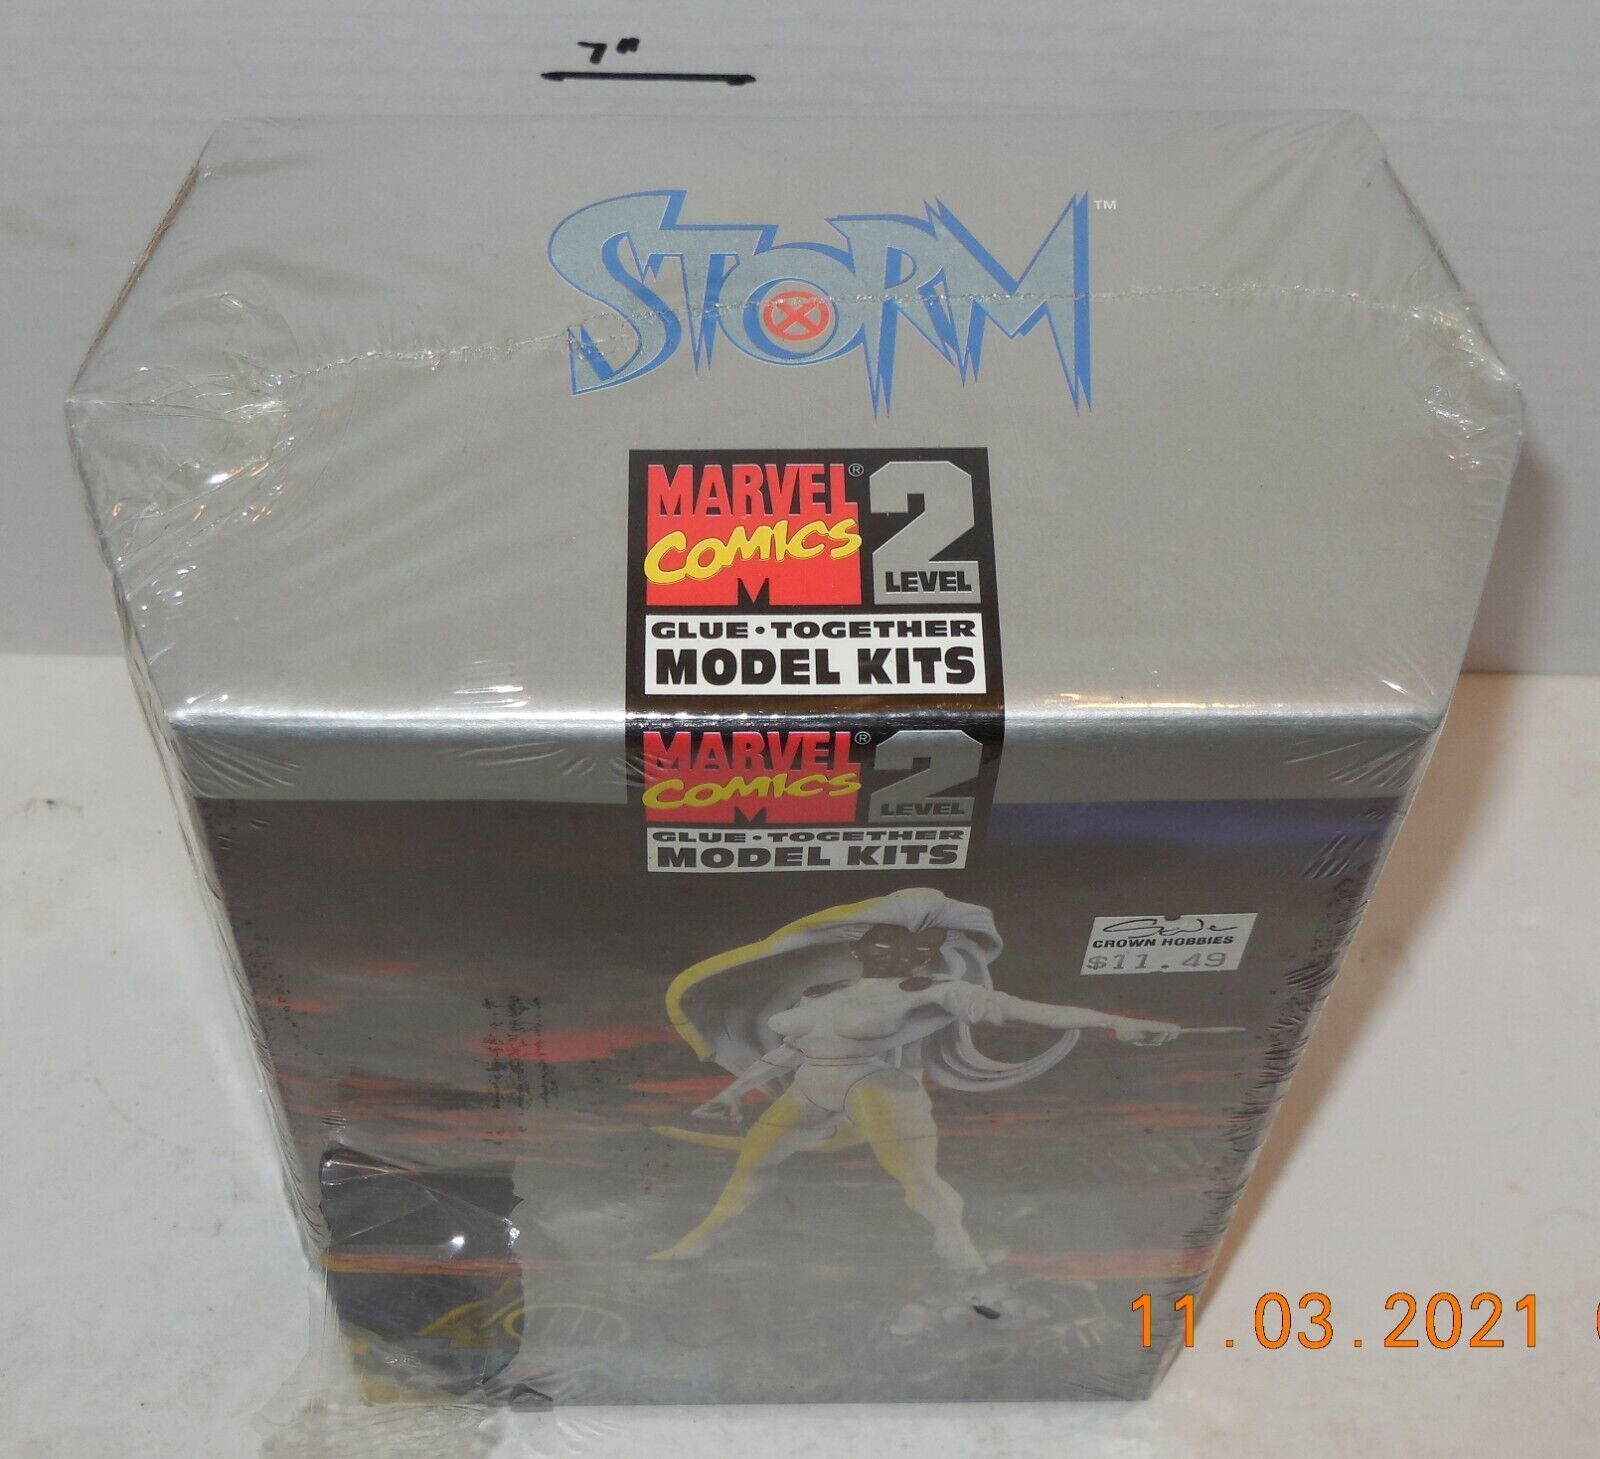 7"
STORM™
MARVEL®
COMICS
M
2
LEVEL
GLUE • TOGETHER
MODEL KITS
MARVEL®
COMICS
M
2
LEVEL
GLUE • TOGETHER
MODEL KITS
CROWN HOBBIES
$11.49
11.03.2021